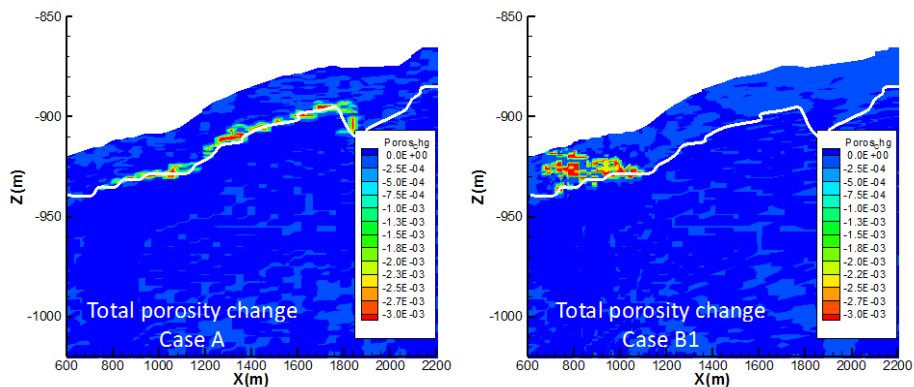 -850
-900
-950
-1000
Z(m)
600 800 1000 1200 1400 1600 1800 2000 2200
X(m)
Poros_chg
0.0E+00
-2.5E-04
-5.0E-04
-7.5E-04
-1.0E-03
-1.3E-03
-1.5E-03
-1.8E-03
-2.0E-03
-2.3E-03
-2.5E-03
-2.7E-03
-3.0E-03
Total porosity change
Case A
-850
-900
-950
-1000
Z(m)
600 800 1000 1200 1400 1600 1800 2000 2200
X(m)
Poros_chg
0.0E+00
-2.5E-04
-5.0E-04
-7.5E-04
-1.0E-03
-1.3E-03
-1.5E-03
-1.8E-03
-2.0E-03
-2.3E-03
-2.5E-03
-2.7E-03
-3.0E-03
Total porosity change
Case B1